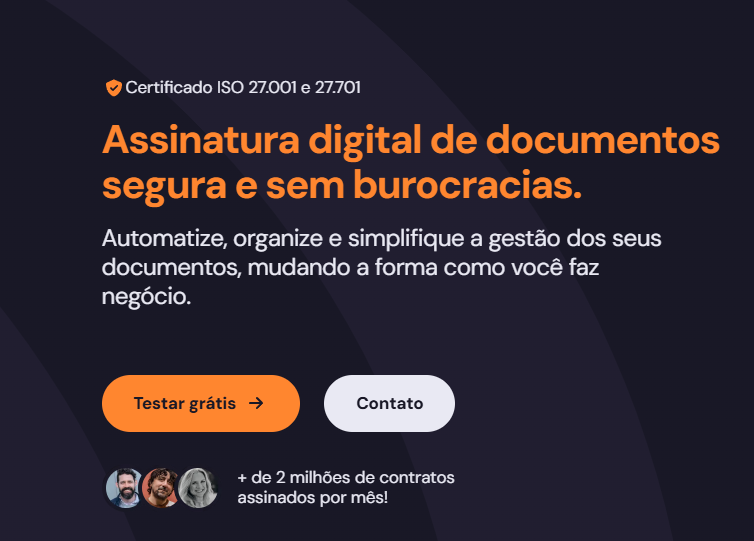 Certificado ISO 27.001 e 27.701
Assinatura digital de documentos
segura e sem burocracias.
Automatize, organize e simplifique a gestão dos seus
documentos, mudando a forma como você faz
negócio.
Testar grátis →
Contato
+ de 2 milhões de contratos
assinados por mês!